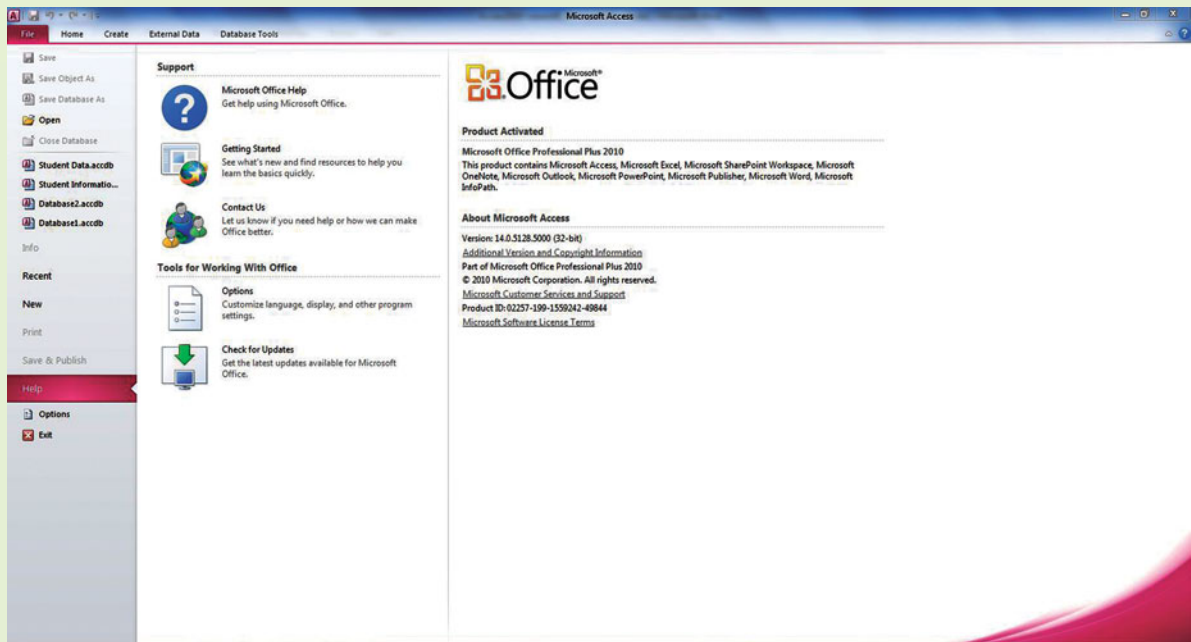 Microsoft Access
File Home Create External Data Database Tools
Save
Save Object As
Save Database As
Open
Close Database
Student Data.accdb
Student Informatio...
Database2.accdb
Database1.accdb
Info
Recent
New
Print
Save & Publish
Help
Options
Exit
Support
Microsoft Office Help
Get help using Microsoft Office.
Getting Started
See what's new and find resources to help you
learn the basics quickly.
Contact Us
Let us know if you need help or how we can make
Office better.
Tools for Working With Office
Options
Customize language, display, and other program
settings.
Check for Updates
Get the latest updates available for Microsoft
Office.
Microsoft®
Office
Product Activated
Microsoft Office Professional Plus 2010
This product contains Microsoft Access, Microsoft Excel, Microsoft SharePoint Workspace, Microsoft
OneNote, Microsoft Outlook, Microsoft PowerPoint, Microsoft Publisher, Microsoft Word, Microsoft
InfoPath.
About Microsoft Access
Version: 14.0.5128.5000 (32-bit)
Additional Version and Copyright Information
Part of Microsoft Office Professional Plus 2010
© 2010 Microsoft Corporation. All rights reserved.
Microsoft Customer Services and Support
Product ID: 02257-199-1559242-49844
Microsoft Software License Terms